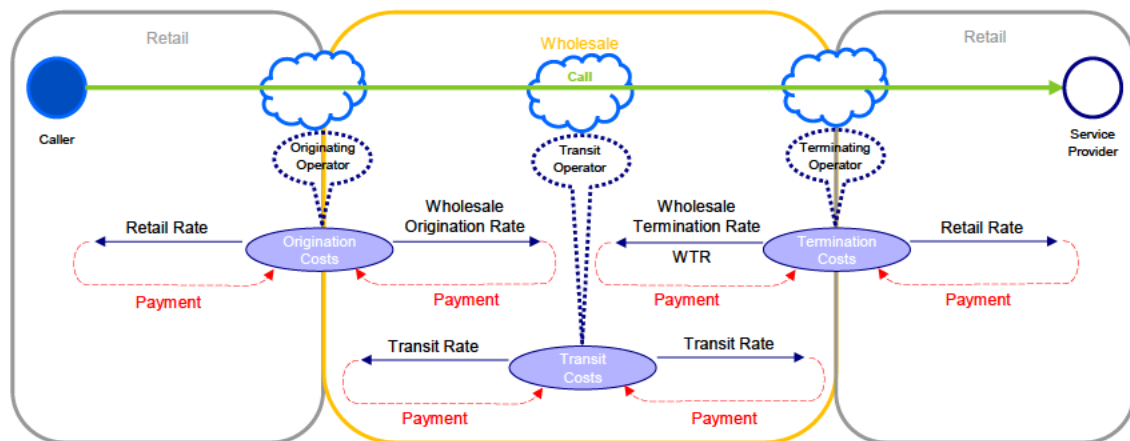 Retail
Wholesale
Retail
Call
Caller
Originating
Operator
Transit
Operator
Terminating
Operator
Service
Provider
Retail Rate
Origination
Costs
Wholesale
Origination Rate
Wholesale
Termination Rate
WTR
Termination
Costs
Retail Rate
Payment
Payment
Payment
Payment
Transit Rate
Transit
Costs
Transit Rate
Payment
Payment